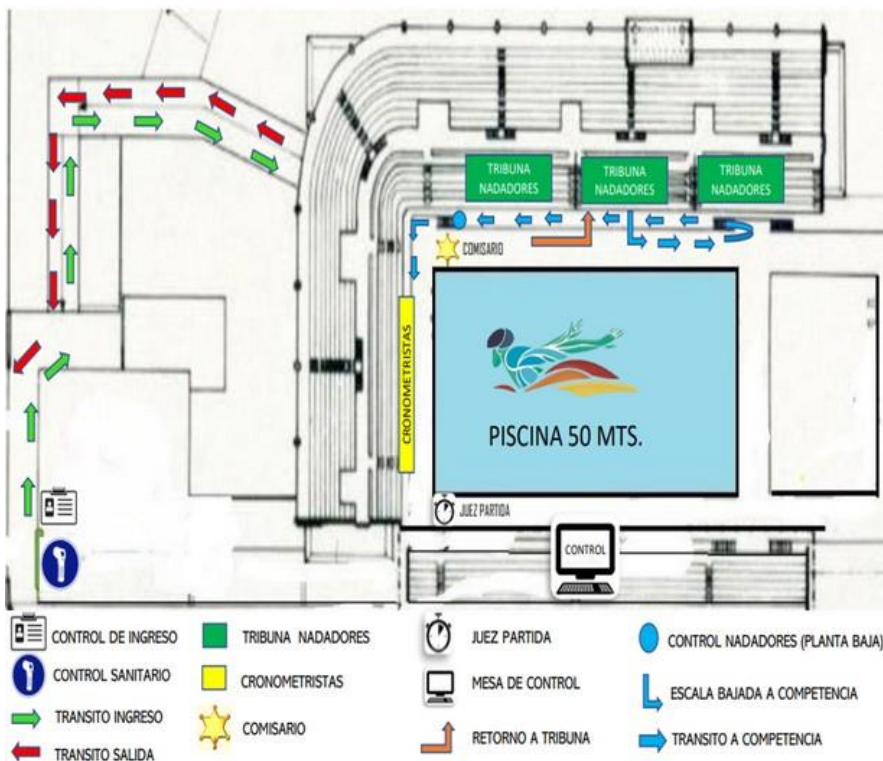 TRIBUNA
NADADORES
TRIBUNA
NADADORES
TRIBUNA
NADADORES
COMISARIO
CRONOMETRISTAS
PISCINA 50 MTS.
JUEZ PARTIDA
CONTROL
CONTROL DE INGRESO
TRIBUNA NADADORES
JUEZ PARTIDA
CONTROL NADADORES (PLANTA BAJA)
CONTROL SANITARIO
CRONOMETRISTAS
MESA DE CONTROL
ESCALA BAJADA A COMPETENCIA
TRANSITO INGRESO
COMISARIO
RETORNO A TRIBUNA
TRANSITO A COMPETENCIA
TRANSITO SALIDA